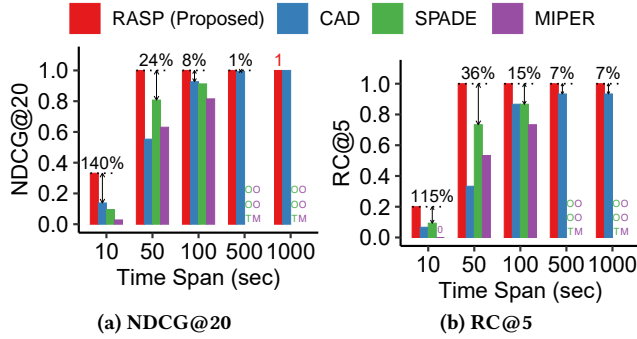 RASP (Proposed) CAD SPADE MIPER
NDCG@20
1.0
0.8
0.6
0.4
0.2
0.0
140%
24%
8%
1%
1
OO OO
OO OO
TM TM
10 50 100 500 1000
Time Span (sec)
(a) NDCG@20
RC@5
1.0
0.8
0.6
0.4
0.2
0.0
115%
36%
15%
7%
7%
0
OO OO
OO OO
TM TM
10 50 100 500 1000
Time Span (sec)
(b) RC@5